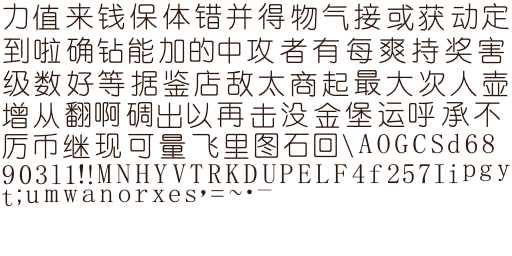 力值来钱保体错并得物气接或获动定
到啦确钻能加的中攻者有每爽持奖害
级数好等据鉴店敌太商起最大次人壶
增从翻啊碉出以再击没金堡运呼承不
厉币继现可量飞里图石回\AOGCSd68
90311!!MNHYVTRKDUPELF4f257Iipgy
t;umwanorxes,=~·—